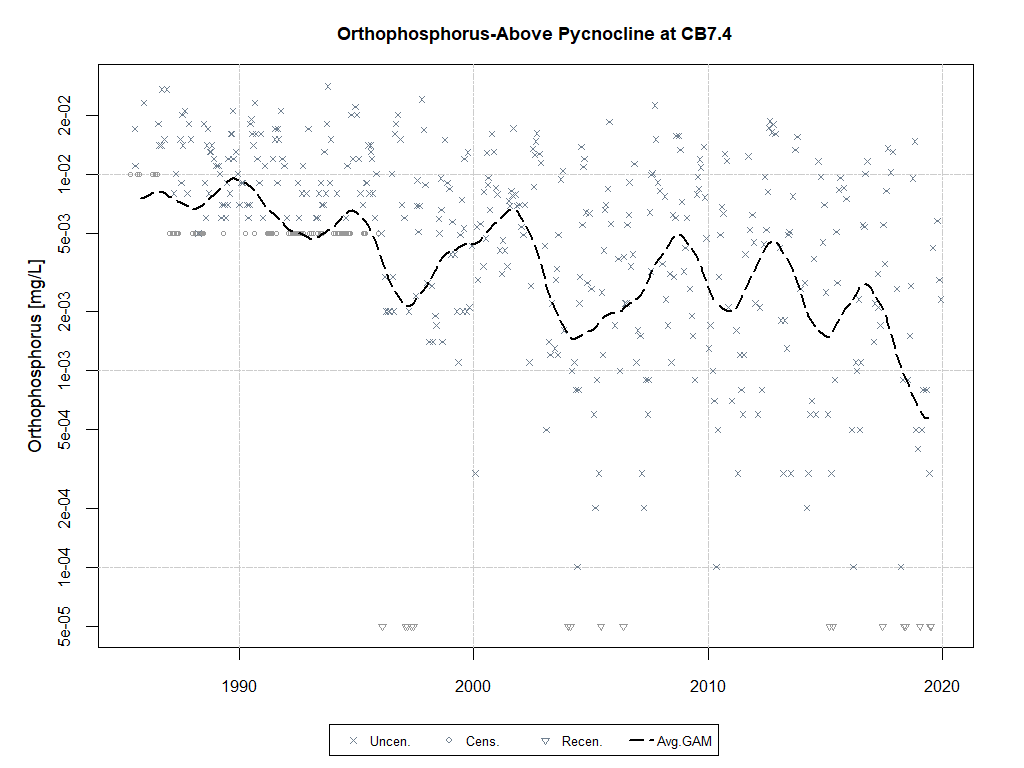 Orthophosphorus-Above Pycnocline at CB7.4
Orthophosphorus [mg/L]
2e-02
1e-02
5e-03
2e-03
1e-03
5e-04
2e-04
1e-04
5e-05
1990 2000 2010 2020
Uncen. Cens. Recen. Avg.GAM